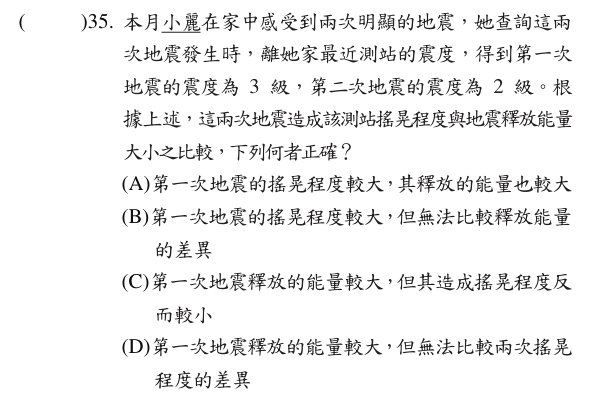 (　　)35. 本月小麗在家中感受到兩次明顯的地震，她查詢這兩
次地震發生時，離她家最近測站的震度，得到第一次
地震的震度為 3 級，第二次地震的震度為 2 級。根
據上述，這兩次地震造成該測站搖晃程度與地震釋放能量
大小之比較，下列何者正確？
(A)第一次地震的搖晃程度較大，其釋放的能量也較大
(B)第一次地震的搖晃程度較大，但無法比較釋放能量
的差異
(C)第一次地震釋放的能量較大，但其造成搖晃程度反
而較小
(D)第一次地震釋放的能量較大，但無法比較兩次搖晃
程度的差異